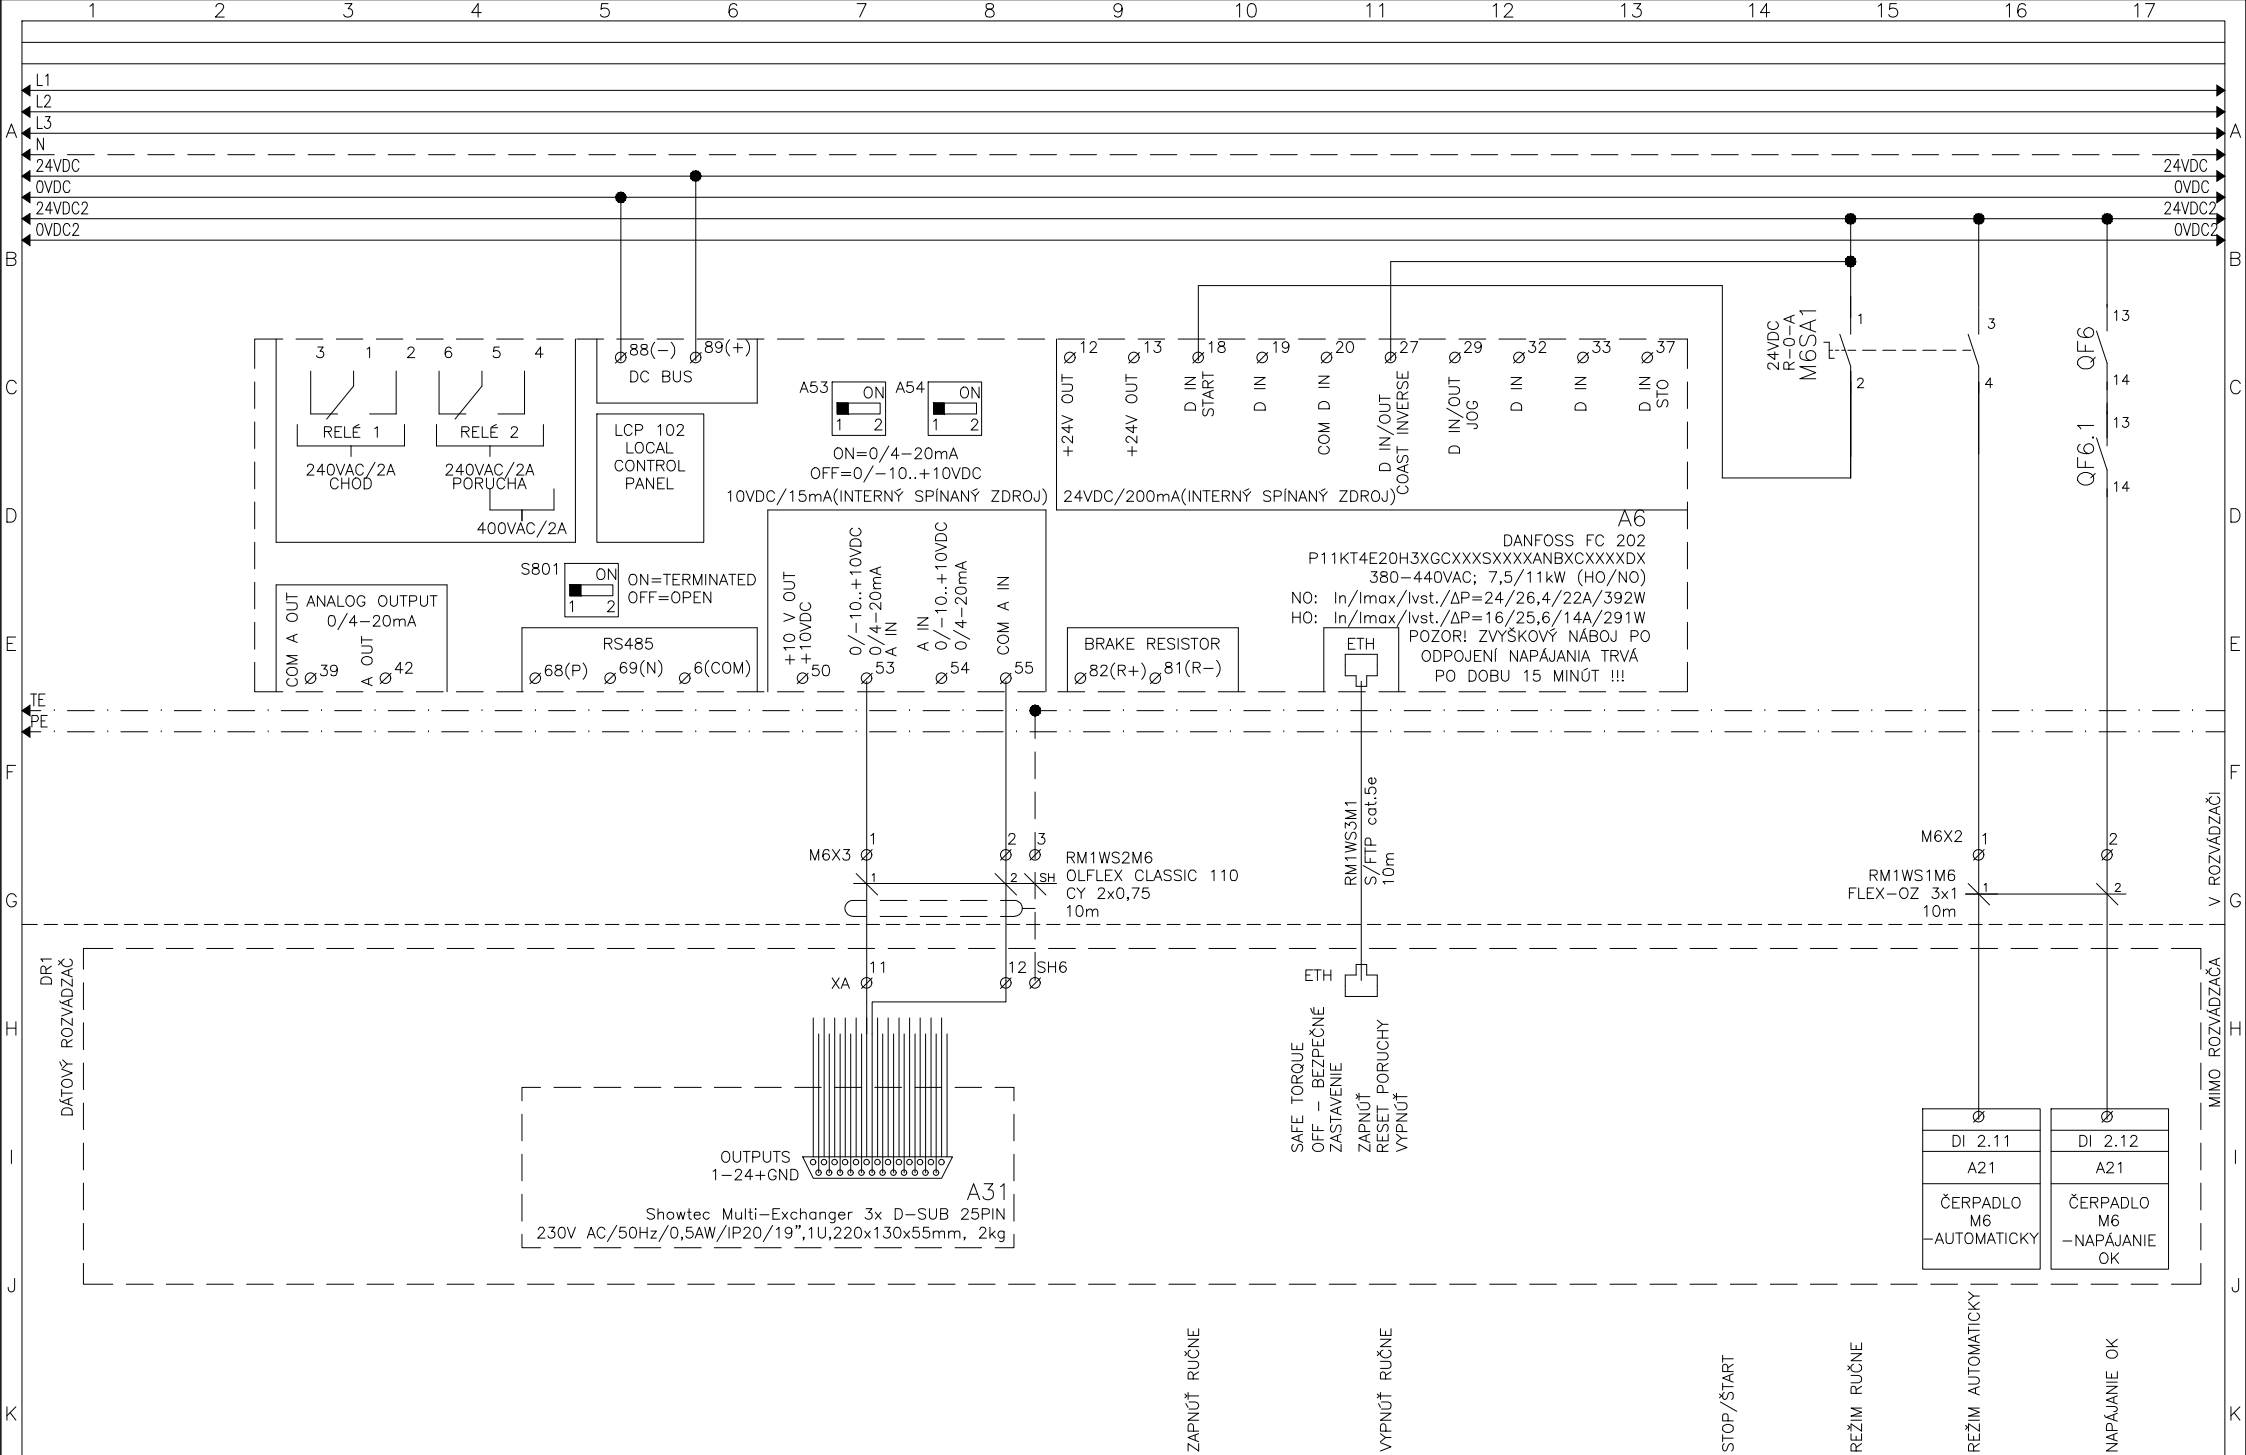 1 2 3 4 5 6 7 8 9 10 11 12 13 14 15 16 17
L1
L2
A L3 A
N
24VDC 24VDC
0VDC 0VDC
24VDC2 24VDC2
0VDC2 0VDC2
B B
3 1 2
RELÉ 1
240VAC/2A
CHOD
6 5 4
RELÉ 2
240VAC/2A
PORUCHA
400VAC/2A
88(-) 89(+)
DC BUS
LCP 102
LOCAL
CONTROL
PANEL
A53 ON
1 2
A54 ON
1 2
ON=0/4-20mA
OFF=0/-10..+10VDC
10VDC/15mA(INTERNÝ SPÍNANÝ ZDROJ)
12 13 18 19 20 27 29 32 33 37
+24V OUT
+24V OUT
D IN
START
D IN
COM D IN
D IN/OUT
COAST INVERSE
D IN/OUT
JOG
D IN
D IN
D IN
STO
24VDC/200mA(INTERNÝ SPÍNANÝ ZDROJ)
24VDC
R-0-A
M6SA1
1
2
3
4
13
QF6
14
13
QF6.1
14
C C
D D
A6
DANFOSS FC 202
P11KT4E20H3XGCXXXSXXXXANBXCXXXXDX
380-440VAC; 7,5/11kW (HO/NO)
NO: In/Imax/Ivst./ΔP=24/26,4/22A/392W
HO: In/Imax/Ivst./ΔP=16/25,6/14A/291W
POZOR! ZVYŠKOVÝ NÁBOJ PO
ODPOJENÍ NAPÁJANIA TRVÁ
PO DOBU 15 MINÚT !!!
S801 ON
1 2
ON=TERMINATED
OFF=OPEN
COM A OUT
ANALOG OUTPUT
0/4-20mA
A OUT
39 42
RS485
68(P) 69(N) 6(COM)
+10 V OUT
+10VDC
0/-10..+10VDC
0/4-20mA
A IN
A IN
0/-10..+10VDC
0/4-20mA
COM A IN
50 53 54 55
BRAKE RESISTOR
82(R+) 81(R-)
ETH
E E
TE
PE
F F
M6X3 1 2 3
1 2 SH
RM1WS2M6
OLFLEX CLASSIC 110
CY 2x0,75
10m
RM1WS3M1
S/FTP cat.5e
10m
M6X2 1 2
RM1WS1M6
FLEX-OZ 3x1
10m
1 2
V ROZVÁDZAČI
G G
DR1
DÁTOVÝ ROZVÁDZAČ
XA 11 12 SH6
ETH
MIMO ROZVÁDZAČA
H H
SAFE TORQUE
OFF - BEZPEČNÉ
ZASTAVENIE
ZAPNÚŤ
RESET PORUCHY
VYPNÚŤ
I I
OUTPUTS
1-24+GND
A31
Showtec Multi-Exchanger 3x D-SUB 25PIN
230V AC/50Hz/0,5AW/IP20/19",1U,220x130x55mm, 2kg
DI 2.11
A21
ČERPADLO
M6
-AUTOMATICKY
DI 2.12
A21
ČERPADLO
M6
-NAPÁJANIE
OK
J J
ZAPNÚŤ RUČNE
VYPNÚŤ RUČNE
STOP/ŠTART
REŽIM RUČNE
REŽIM AUTOMATICKY
NAPÁJANIE OK
K K